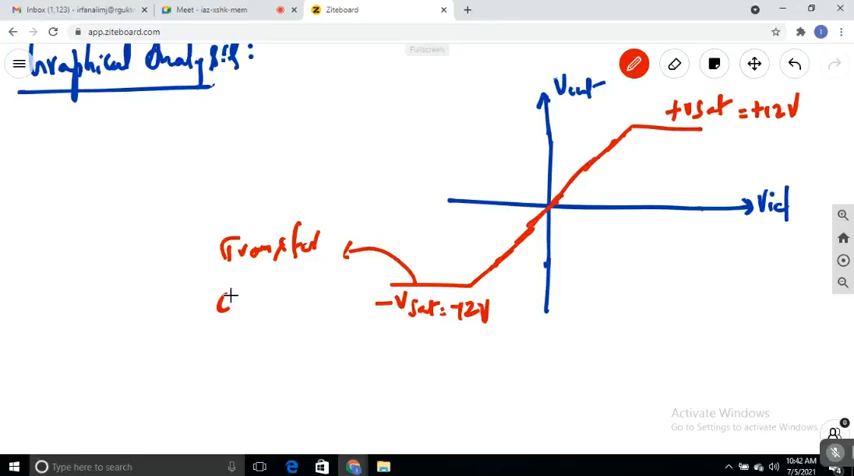 Inbox (1,123) - irfanaiimj@rgukt
Meet - iaz-xshk-mem
Ziteboard
app.ziteboard.com
Fullscreen
Graphical Analysis:
Vout
+Vsat = +12V
Vid
Transfer
C
-Vsat = -12V
Activate Windows
Go to Settings to activate Windows.
0
Type here to search
10:42 AM
7/5/2021